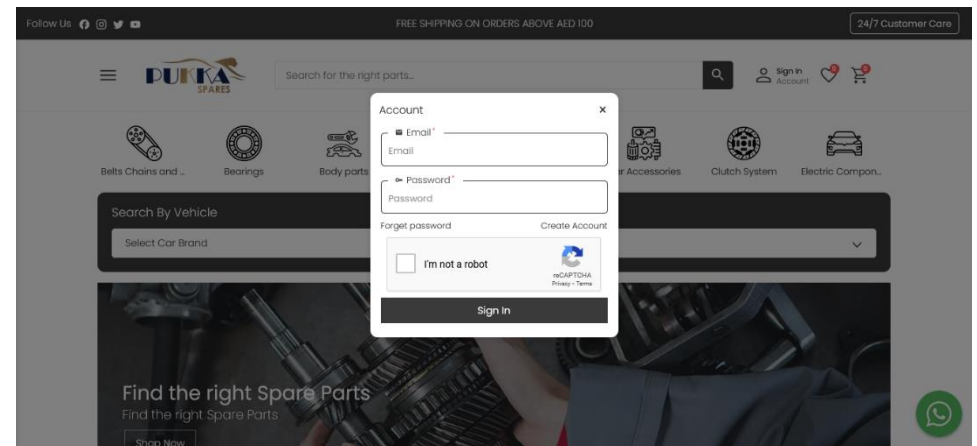 Follow Us
FREE SHIPPING ON ORDERS ABOVE AED 100
24/7 Customer Care
PUKKA
SPARES
Search for the right parts...
Sign in
Account
Account
×
Email*
Email
Password*
Password
Forget password
Create Account
I'm not a robot
reCAPTCHA
Privacy - Terms
Sign In
Belts Chains and ...
Bearings
Body parts
Accessories
Clutch System
Electric Compon...
Search By Vehicle
Select Car Brand
Find the right Spare Parts
Find the right Spare Parts
Shop Now